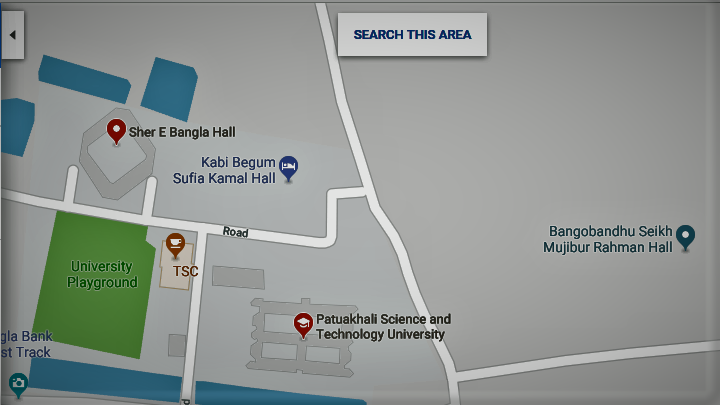 SEARCH THIS AREA
Sher E Bangla Hall
Kabi Begum
Sufia Kamal Hall
Road
Bangobandhu Seikh
Mujibur Rahman Hall
University
Playground
TSC
Patuakhali Science and
Technology University
gla Bank
st Track